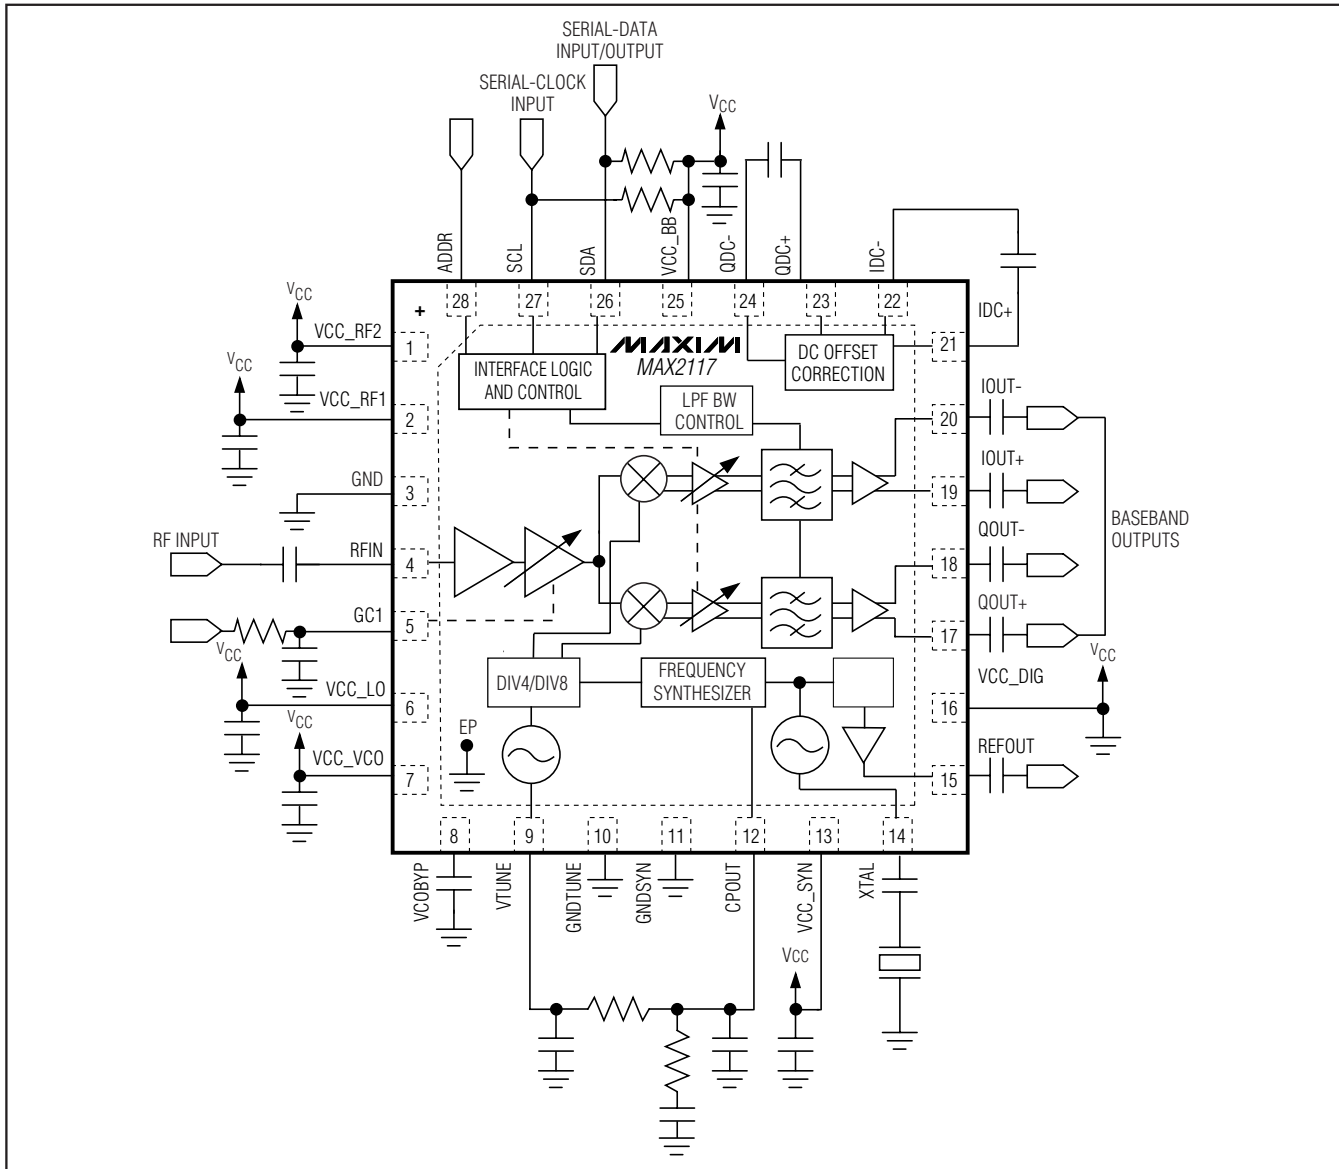 SERIAL-DATA
INPUT/OUTPUT
SERIAL-CLOCK
INPUT
VCC
ADDR
SCL
SDA
VCC_BB
QDC-
QDC+
IDC-
28
27
26
25
24
23
22
+
IDC+
VCC
VCC_RF2
1
21
MAXIM
MAX2117
INTERFACE LOGIC
AND CONTROL
DC OFFSET
CORRECTION
VCC
VCC_RF1
2
LPF BW
CONTROL
20
IOUT-
GND
3
19
IOUT+
RF INPUT
RFIN
4
18
QOUT-
BASEBAND
OUTPUTS
GC1
5
17
QOUT+
VCC
VCC_LO
6
DIV4/DIV8
FREQUENCY
SYNTHESIZER
16
VCC_DIG
VCC
VCC
VCC_VCO
7
EP
15
REFOUT
8
9
10
11
12
13
14
VCOBYP
VTUNE
GNDTUNE
GNDSYN
CPOUT
VCC_SYN
XTAL
VCC